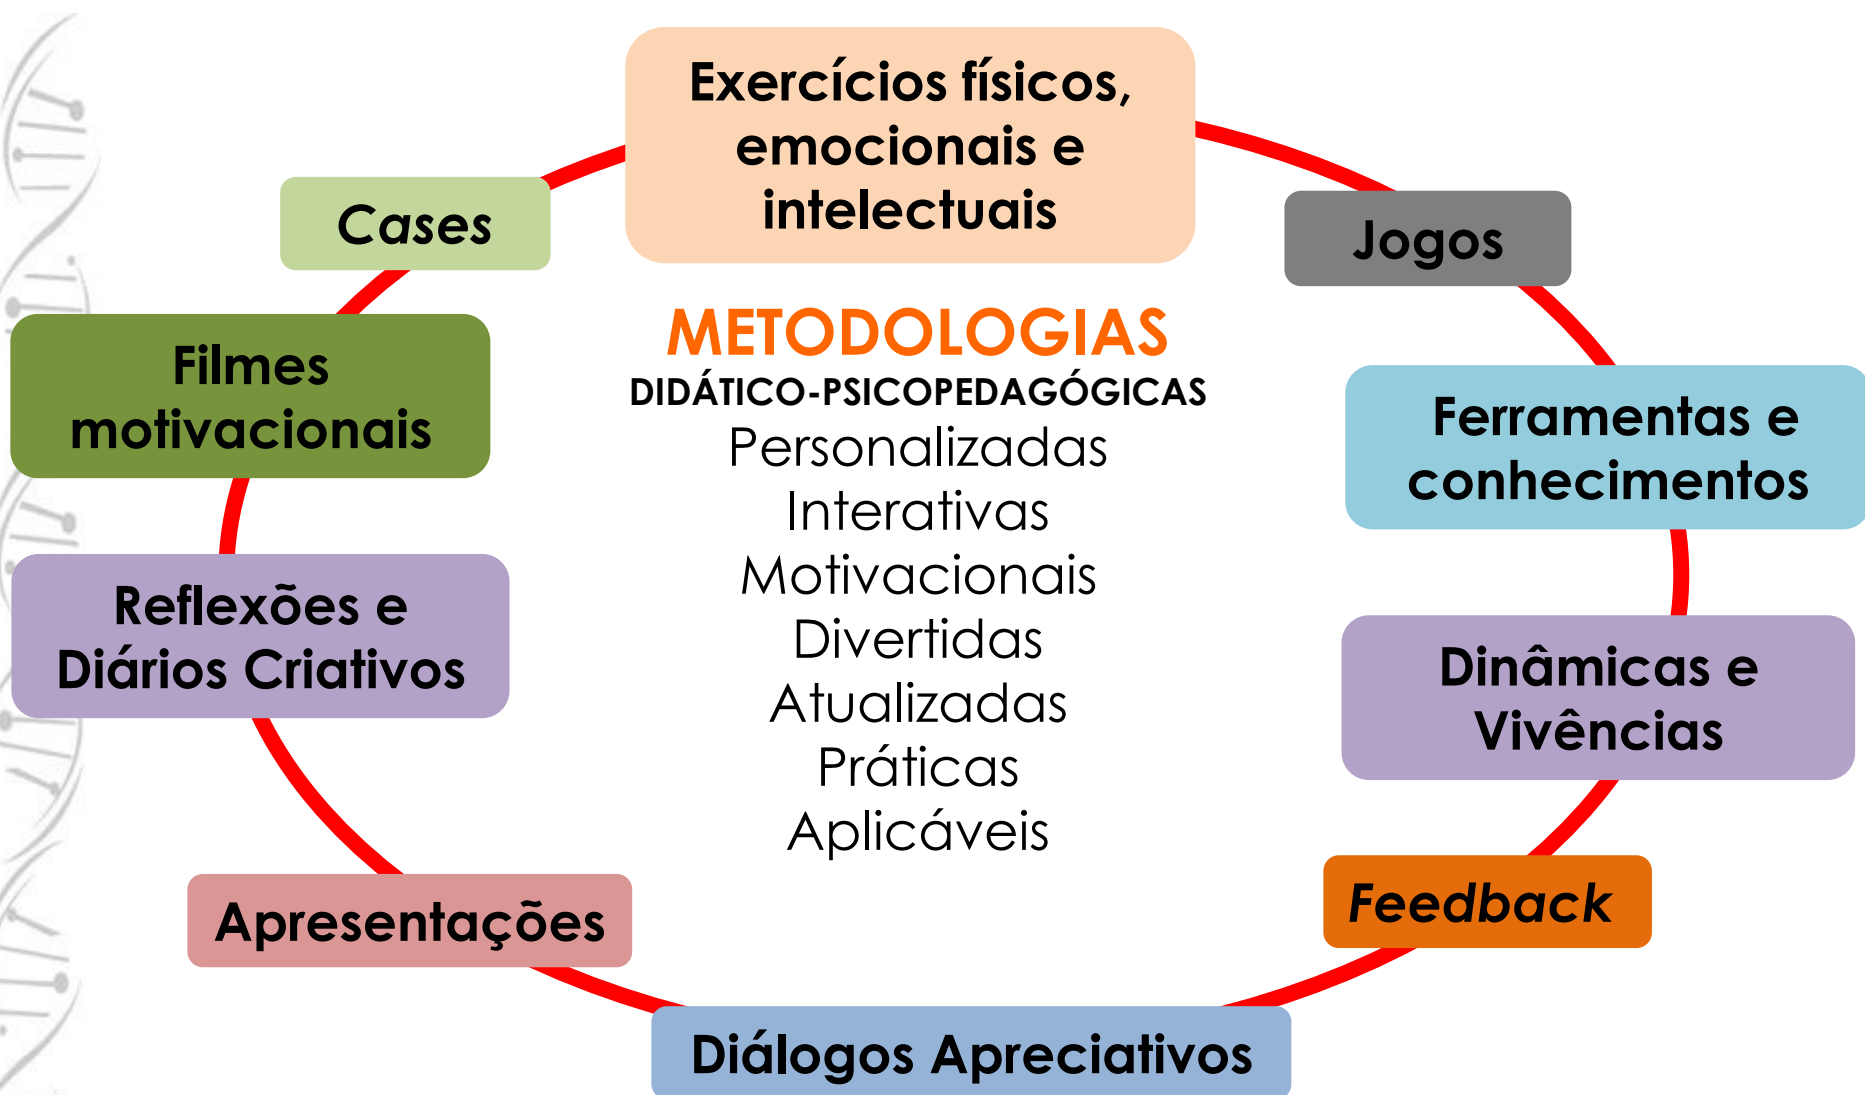 Exercícios físicos,
emocionais e
intelectuais
Cases
Jogos
METODOLOGIAS
DIDÁTICO-PSICOPEDAGÓGICAS
Personalizadas
Interativas
Motivacionais
Divertidas
Atualizadas
Práticas
Aplicáveis
Filmes
motivacionais
Ferramentas e
conhecimentos
Reflexões e
Diários Criativos
Dinâmicas e
Vivências
Apresentações
Feedback
Diálogos Apreciativos